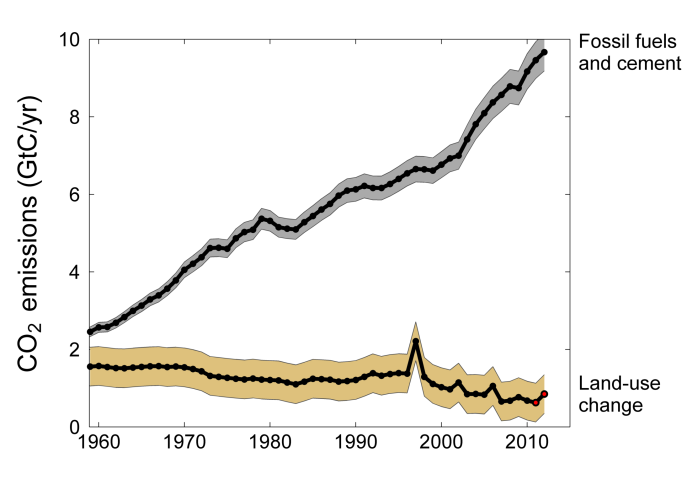 10
8
6
4
2
0
CO2 emissions (GtC/yr)
1960 1970 1980 1990 2000 2010
Fossil fuels
and cement
Land-use
change